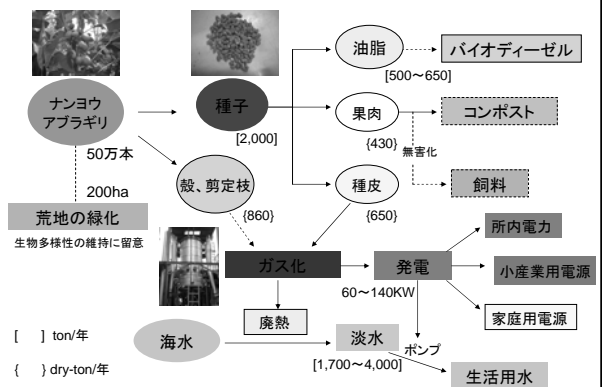 油脂
バイオディーゼル
[500～650]
ナンヨウ
アブラギリ
種子
[2,000]
果肉
{430}
無害化
コンポスト
飼料
50万本
200ha
殻、剪定枝
{860}
種皮
{650}
荒地の緑化
生物多様性の維持に留意
ガス化
発電
60～140KW
所内電力
小産業用電源
家庭用電源
廃熱
海水
淡水
[1,700～4,000]
ポンプ
生活用水
[ ] ton/年
{ } dry-ton/年